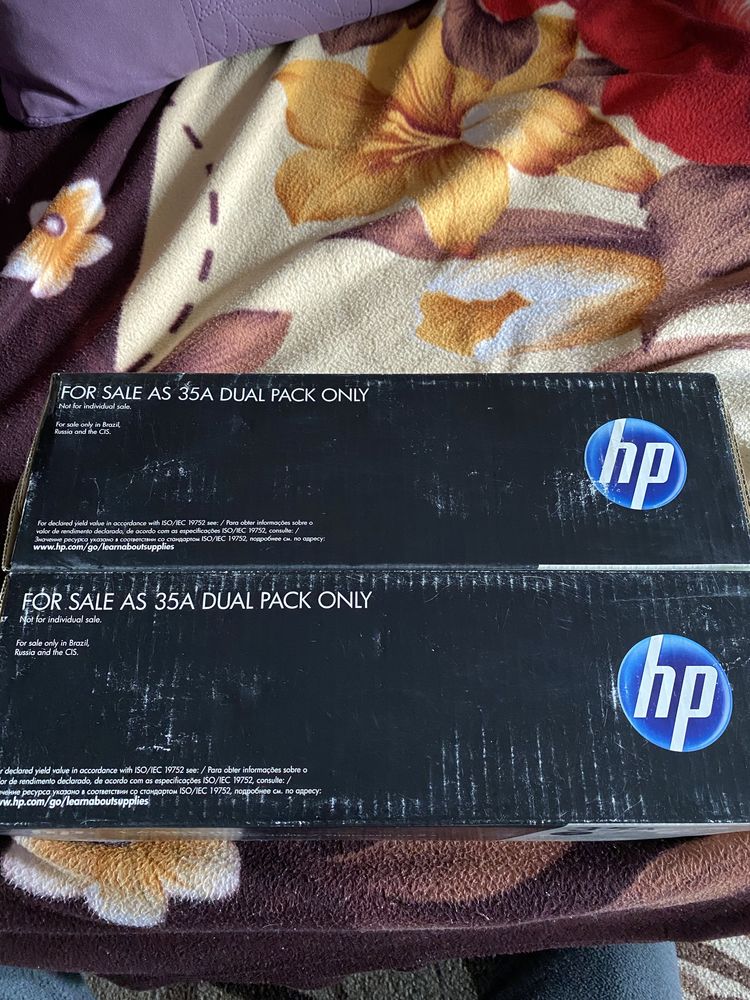 FOR SALE AS 35A DUAL PACK ONLY
Not for individual sale.
For sale only in Brazil,
Russia and the CIS.
hp
For declared yield value in accordance with ISO/IEC 19752 see: / Para obter informações sobre o
valor de rendimento declarado, de acordo com as especificações ISO/IEC 19752, consulte: /
Значение ресурса указано в соответствии со стандартом ISO/IEC 19752, подробнее см. по адресу:
www.hp.com/go/learnaboutsupplies
FOR SALE AS 35A DUAL PACK ONLY
Not for individual sale.
For sale only in Brazil,
Russia and the CIS.
hp
r declared yield value in accordance with ISO/IEC 19752 see: / Para obter informações sobre o
or de rendimento declarado, de acordo com as especificações ISO/IEC 19752, consulte: /
ачение ресурса указано в соответствии со стандартом ISO/IEC 19752, подробнее см. по адресу:
ww.hp.com/go/learnaboutsupplies